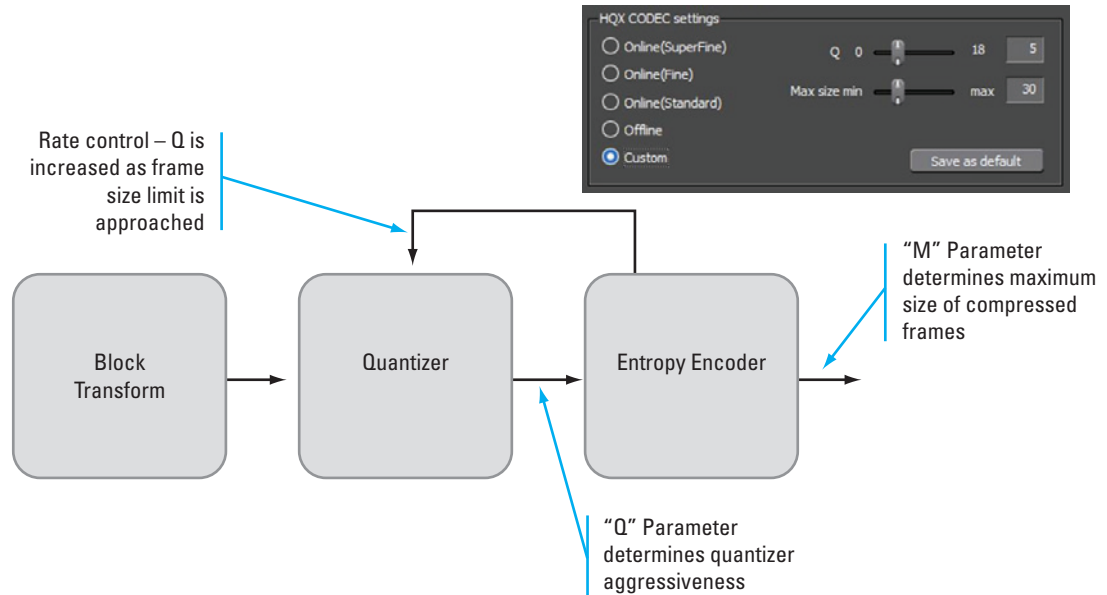 HQX CODEC settings
Online(SuperFine)
Q 0 18 5
Online(Fine)
Max size min max 30
Online(Standard)
Offline
Custom
Save as default
Rate control – Q is
increased as frame
size limit is
approached
“M” Parameter
determines maximum
size of compressed
frames
Block
Transform
Quantizer
Entropy Encoder
“Q” Parameter
determines quantizer
aggressiveness